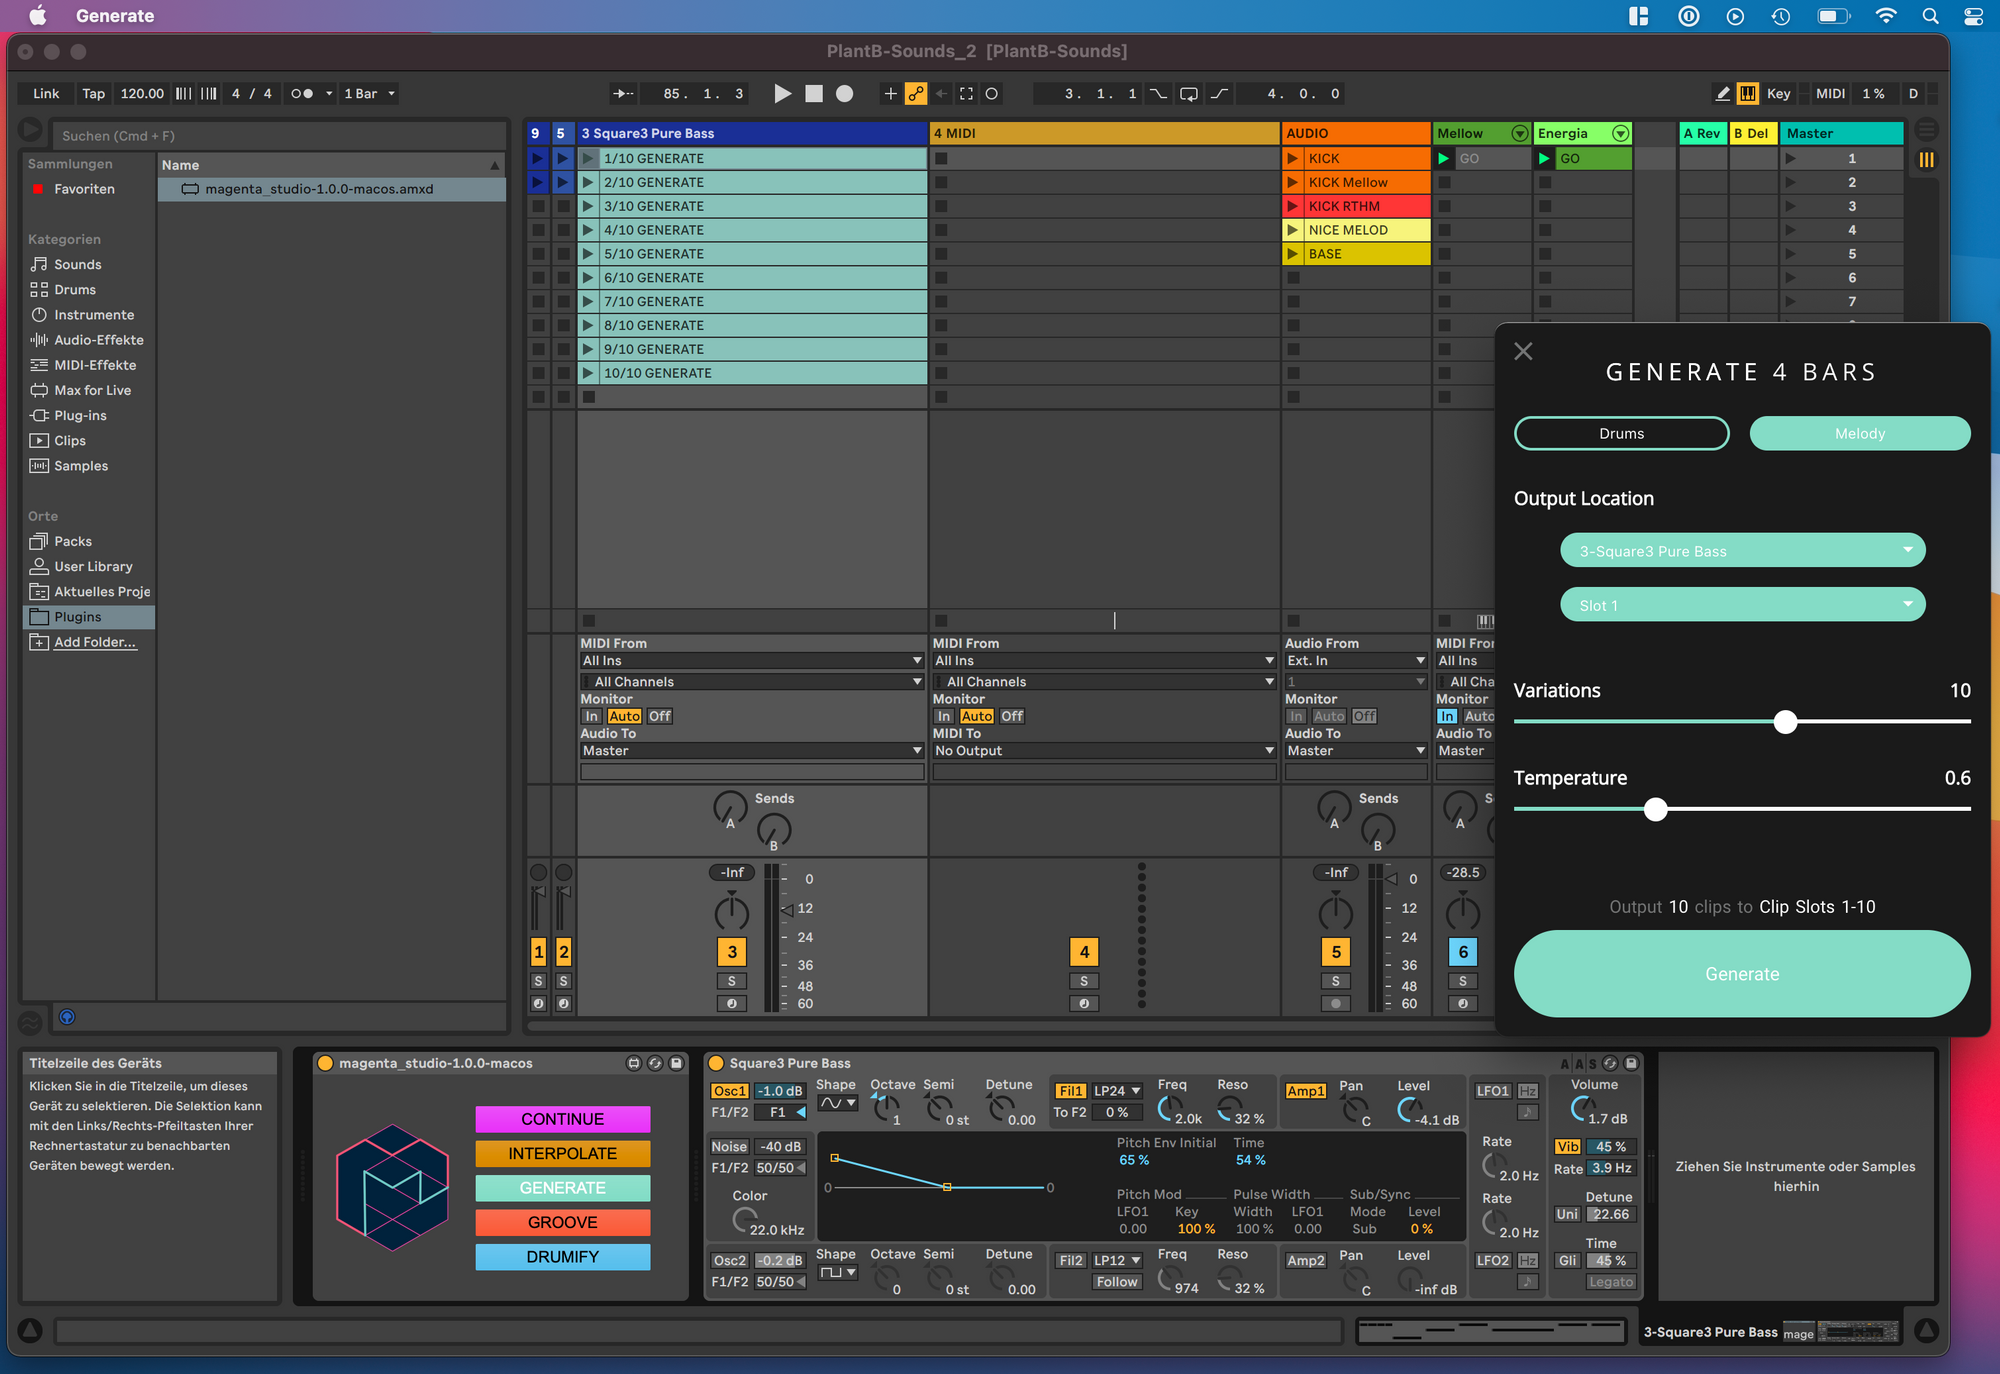 Generate
PlantB-Sounds_2 [PlantB-Sounds]
Link Tap 120.00 4 / 4 1 Bar 85. 1. 3 3. 1. 1 4. 0. 0 Key MIDI 1 % D
Suchen (Cmd + F)
Sammlungen
Favoriten
Kategorien
Sounds
Drums
Instrumente
Audio-Effekte
MIDI-Effekte
Max for Live
Plug-ins
Clips
Samples
Orte
Packs
User Library
Aktuelles Proje
Plugins
Add Folder...
Name
magenta_studio-1.0.0-macos.amxd
9 5 3 Square3 Pure Bass 4 MIDI AUDIO Mellow Energia A Rev B Del Master
1/10 GENERATE KICK GO GO 1
2/10 GENERATE KICK Mellow 2
3/10 GENERATE KICK RTHM 3
4/10 GENERATE NICE MELOD 4
5/10 GENERATE BASE 5
6/10 GENERATE 6
7/10 GENERATE 7
8/10 GENERATE
9/10 GENERATE
10/10 GENERATE
MIDI From MIDI From Audio From MIDI Fror
All Ins All Ins Ext. In All Ins
All Channels All Channels 1 All Cha
Monitor Monitor Monitor Monitor
In Auto Off In Auto Off In Auto Off In Auto
Audio To MIDI To Audio To Audio To
Master No Output Master Master
Sends Sends S
A A A
B B
-Inf 0 -Inf 0 -28.5
12 12
24 24
1 2 3 36 4 5 36 6
S S S 48 S S 48 S
60 60
GENERATE 4 BARS
Drums Melody
Output Location
3-Square3 Pure Bass
Slot 1
Variations 10
Temperature 0.6
Output 10 clips to Clip Slots 1-10
Generate
Titelzeile des Geräts
Klicken Sie in die Titelzeile, um dieses
Gerät zu selektieren. Die Selektion kann
mit den Links/Rechts-Pfeiltasten Ihrer
Rechnertastatur zu benachbarten
Geräten bewegt werden.
magenta_studio-1.0.0-macos
CONTINUE
INTERPOLATE
GENERATE
GROOVE
DRUMIFY
Square3 Pure Bass A A S
Osc1 -1.0 dB Shape Octave Semi Detune Fil1 LP24 Freq Reso Amp1 Pan Level LFO1 Hz Volume
F1/F2 F1 1 0 st 0.00 To F2 0 % 2.0k 32 % C -4.1 dB 1.7 dB
Noise -40 dB Pitch Env Initial Time Rate Vib 45 %
F1/F2 50/50 65 % 54 % 2.0 Hz Rate 3.9 Hz
0 0
Color Pitch Mod Pulse Width Sub/Sync Rate Detune
LFO1 Key Width LFO1 Mode Level Uni 22.66
22.0 kHz 0.00 100 % 100 % 0.00 Sub 0 % 2.0 Hz Time
Osc2 -0.2 dB Shape Octave Semi Detune Fil2 LP12 Freq Reso Amp2 Pan Level LFO2 Hz Gli 45 %
F1/F2 50/50 0 0 st 0.00 Follow 974 32 % C -inf dB Legato
Ziehen Sie Instrumente oder Samples
hierhin
3-Square3 Pure Bass mage